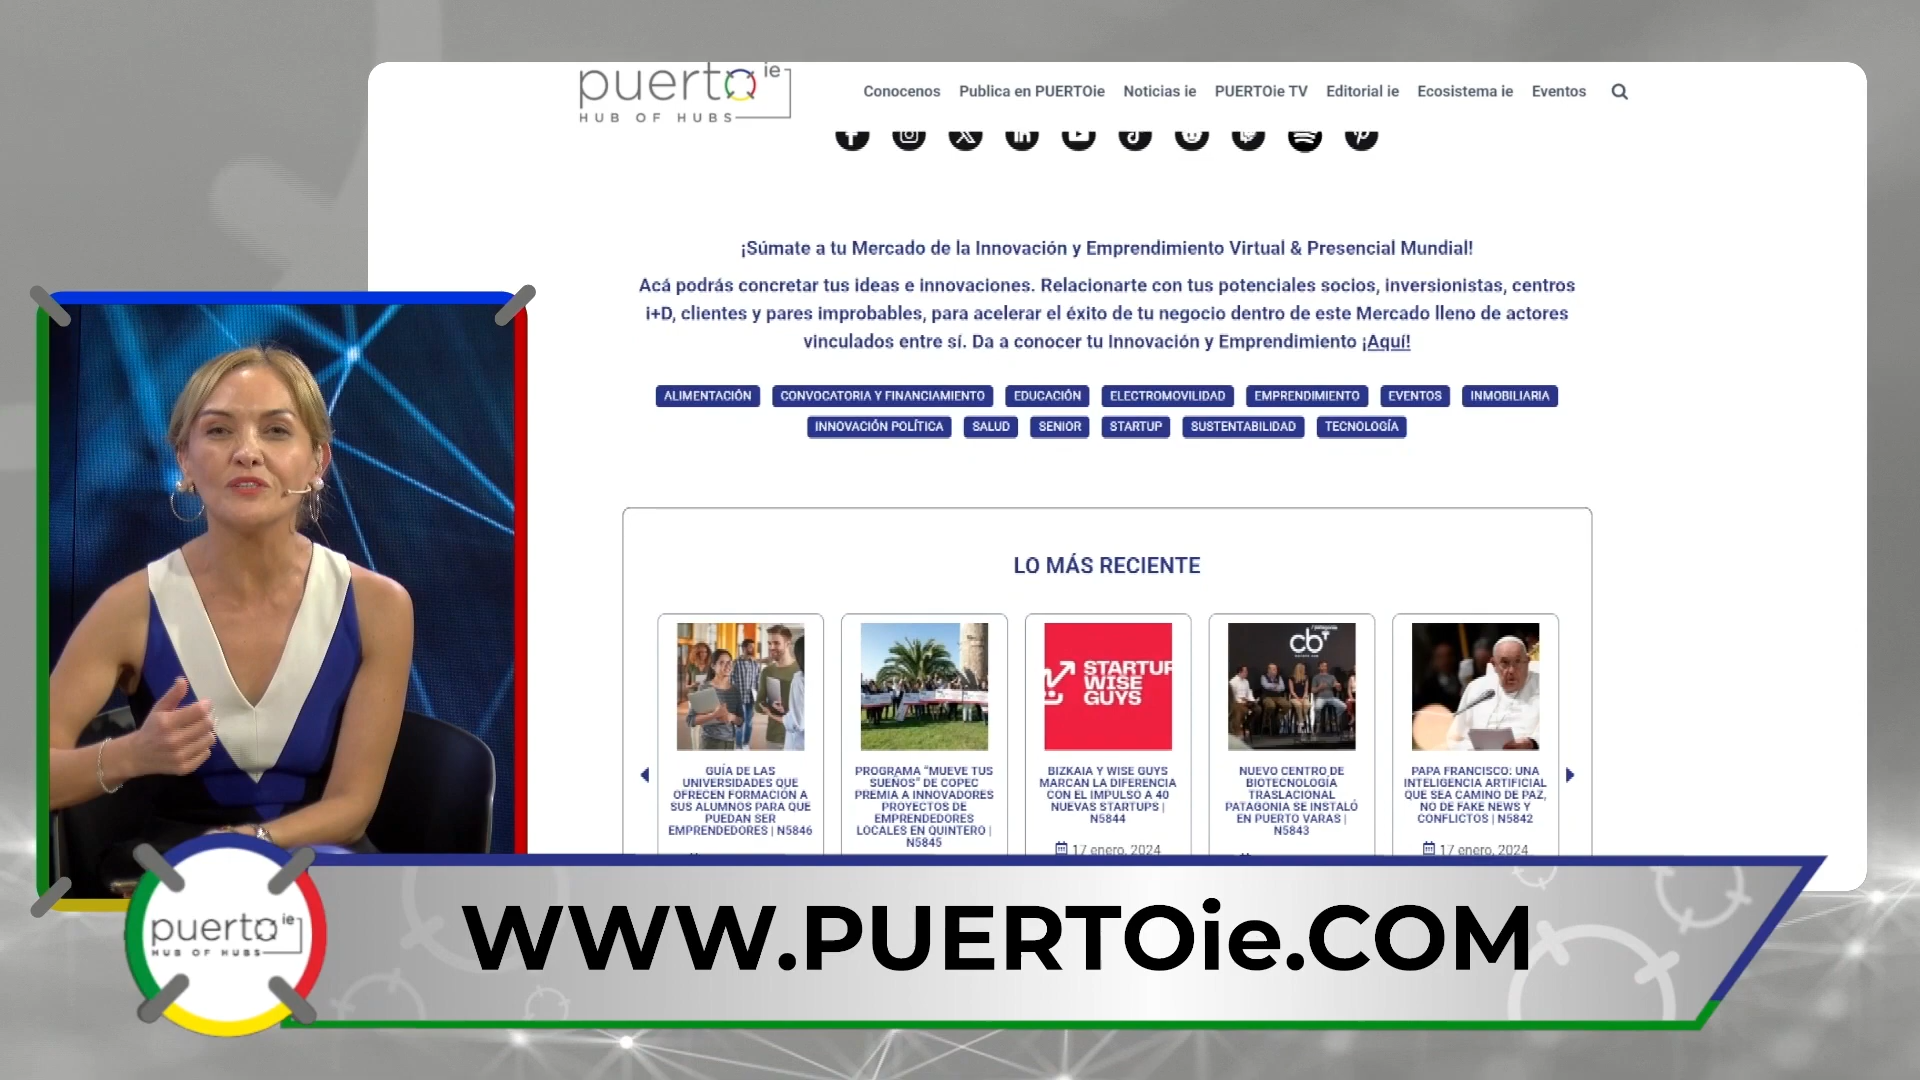 puerto ie
HUB OF HUBS
Conocenos Publica en PUERTOie Noticias ie PUERTOie TV Editorial ie Ecosistema ie Eventos
¡Súmate a tu Mercado de la Innovación y Emprendimiento Virtual & Presencial Mundial!
Acá podrás concretar tus ideas e innovaciones. Relacionarte con tus potenciales socios, inversionistas, centros
i+D, clientes y pares improbables, para acelerar el éxito de tu negocio dentro de este Mercado lleno de actores
vinculados entre sí. Da a conocer tu Innovación y Emprendimiento ¡Aquí!
ALIMENTACIÓN CONVOCATORIA Y FINANCIAMIENTO EDUCACIÓN ELECTROMOVILIDAD EMPRENDIMIENTO EVENTOS INMOBILIARIA
INNOVACIÓN POLÍTICA SALUD SENIOR STARTUP SUSTENTABILIDAD TECNOLOGÍA
LO MÁS RECIENTE
STARTUP
WISE
GUYS
cb
GUÍA DE LAS
UNIVERSIDADES QUE
OFRECEN FORMACIÓN A
SUS ALUMNOS PARA QUE
PUEDAN SER
EMPRENDEDORES | N5846
PROGRAMA “MUEVE TUS
SUEÑOS” DE COPEC
PREMIA A INNOVADORES
PROYECTOS DE
EMPRENDEDORES
LOCALES EN QUINTERO |
N5845
BIZKAIA Y WISE GUYS
MARCAN LA DIFERENCIA
CON EL IMPULSO A 40
NUEVAS STARTUPS |
N5844
17 enero, 2024
NUEVO CENTRO DE
BIOTECNOLOGÍA
TRASLACIONAL
PATAGONIA SE INSTALÓ
EN PUERTO VARAS |
N5843
PAPA FRANCISCO: UNA
INTELIGENCIA ARTIFICIAL
QUE SEA CAMINO DE PAZ,
NO DE FAKE NEWS Y
CONFLICTOS | N5842
17 enero, 2024
puerto ie
HUB OF HUBS
WWW.PUERTOie.COM